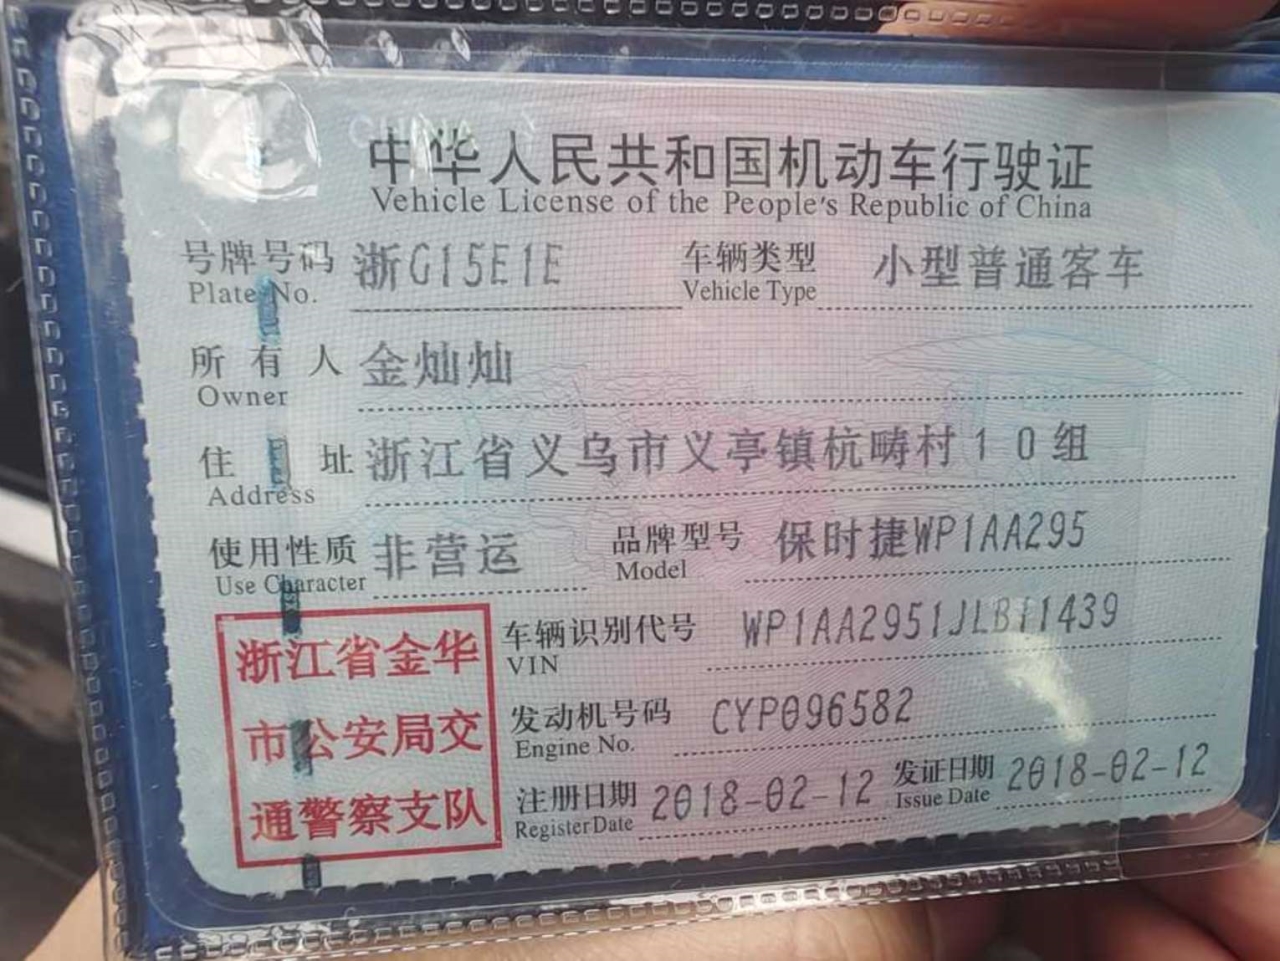 CHINA
中华人民共和国机动车行驶证
Vehicle License of the People's Republic of China
号牌号码 浙G15E1E 车辆类型 小型普通客车
Plate No. Vehicle Type
所有人 金灿灿
Owner
住址 浙江省义乌市义亭镇杭畴村10组
Address
使用性质 非营运 品牌型号 保时捷WP1AA295
Use Character Model
浙江省金华
市公安局交
通警察支队
车辆识别代号 WP1AA2951JLB11439
VIN
发动机号码 CYP096582
Engine No.
注册日期 2018-02-12 发证日期 2018-02-12
Register Date Issue Date